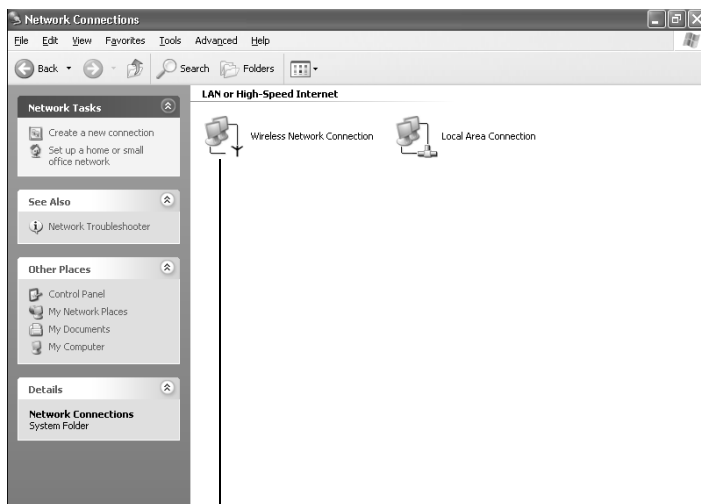 Network Connections
File Edit View Favorites Tools Advanced Help
Back Search Folders
LAN or High-Speed Internet
Network Tasks
Create a new connection
Set up a home or small
office network
Wireless Network Connection
Local Area Connection
See Also
Network Troubleshooter
Other Places
Control Panel
My Network Places
My Documents
My Computer
Details
Network Connections
System Folder